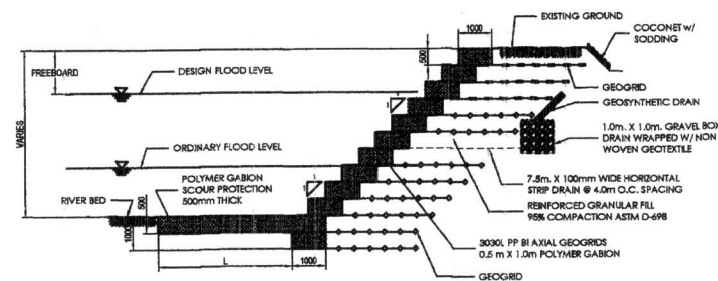 EXISTING GROUND
COCONET w/
SODDING
1000
500
FREEBOARD
DESIGN FLOOD LEVEL
GEOGRID
GEOSYNTHETIC DRAIN
1
1.0m. X 1.0m. GRAVEL BOX
DRAIN WRAPPED W/ NON
WOVEN GEOTEXTILE
VARIES
ORDINARY FLOOD LEVEL
7.5m. X 100mm WIDE HORIZONTAL
STRIP DRAIN @ 4.0m O.C. SPACING
POLYMER GABION
SCOUR PROTECTION
500mm THICK
1
REINFORCED GRANULAR FILL
95% COMPACTION ASTM D-698
RIVER BED
500
1000
3030L PP BI AXIAL GEOGRIDS
0.5 m X 1.0m POLYMER GABION
L
1000
GEOGRID